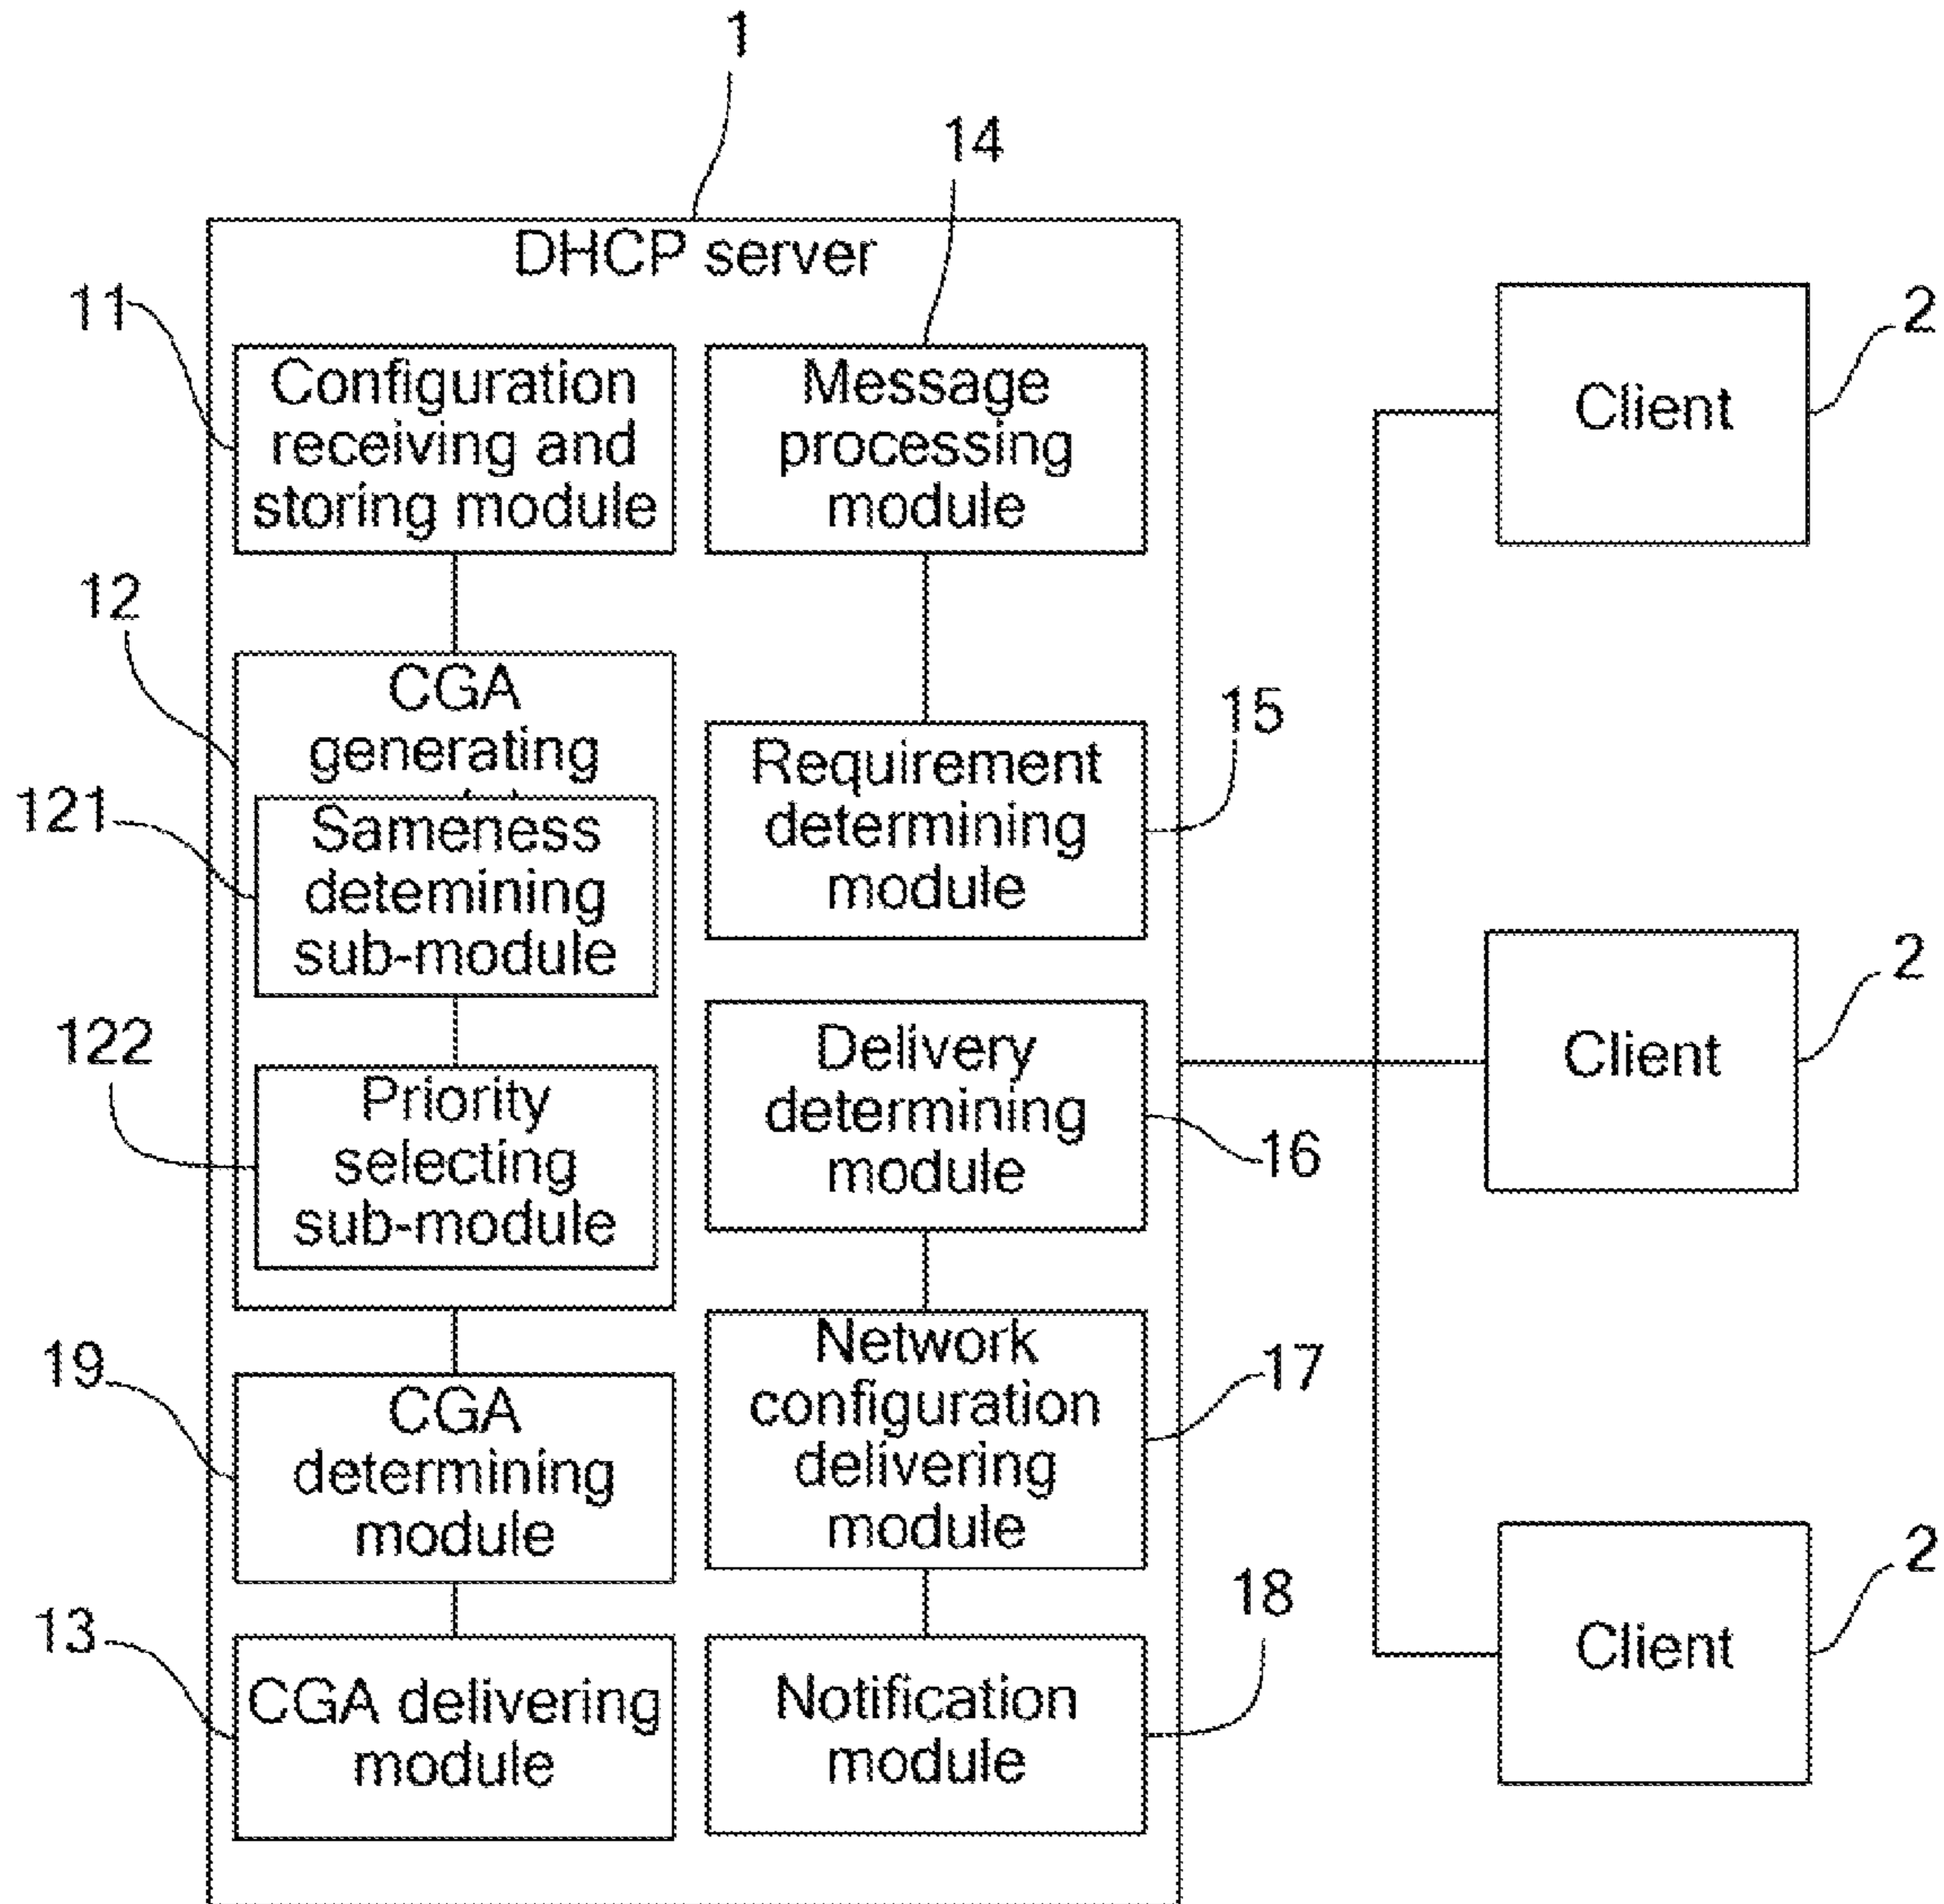 1
14
DHCP server
11
Configuration
receiving and
storing module
Message
processing
module
Client
2
12
CGA
generating
121
Sameness
detemining
sub-module
15
Requirement
determining
module
122
Priority
selecting
sub-module
Delivery
determining
module
16
Client
2
19
CGA
determining
module
Network
configuration
delivering
module
17
13
CGA delivering
module
Notification
module
18
Client
2